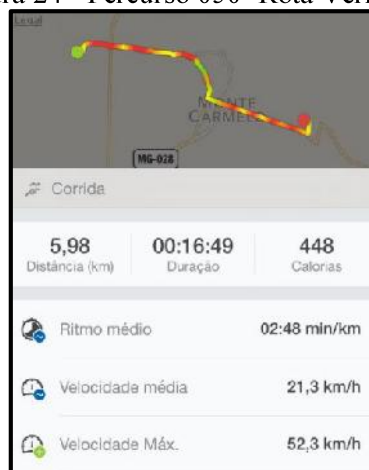 Legal
MONTE
CARMELO
MG-028
Corrida
5,98 00:16:49 448
Distância (km) Duração Calorias
Ritmo médio 02:48 min/km
Velocidade média 21,3 km/h
Velocidade Máx. 52,3 km/h